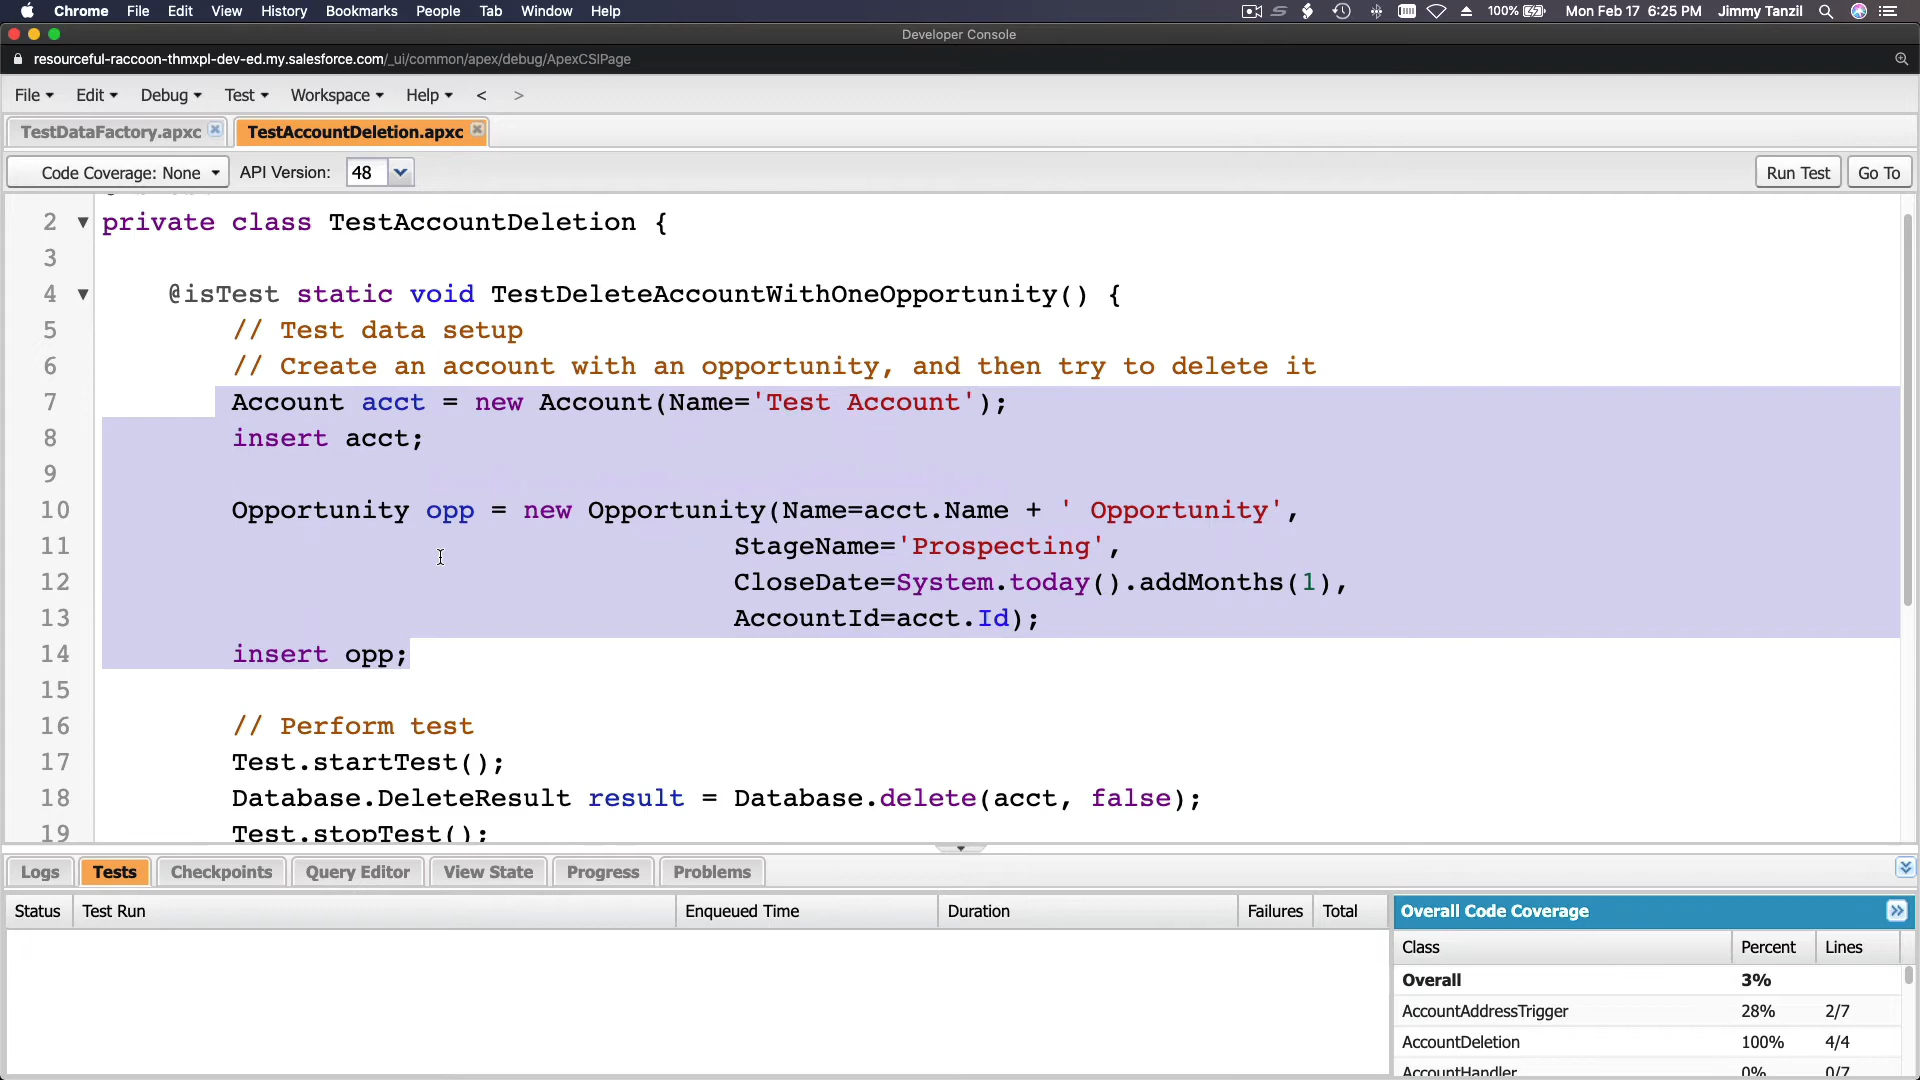 Chrome File Edit View History Bookmarks People Tab Window Help 100% Mon Feb 17 6:25 PM Jimmy Tanzil
Developer Console
resourceful-raccoon-thmxpl-dev-ed.my.salesforce.com/_ui/common/apex/debug/ApexCSIPage
File Edit Debug Test Workspace Help < >
TestDataFactory.apxc TestAccountDeletion.apxc
Code Coverage: None API Version: 48 Run Test Go To
2 private class TestAccountDeletion {
3
4 @isTest static void TestDeleteAccountWithOneOpportunity() {
5 // Test data setup
6 // Create an account with an opportunity, and then try to delete it
7 Account acct = new Account(Name='Test Account');
8 insert acct;
9
10 Opportunity opp = new Opportunity(Name=acct.Name + ' Opportunity',
11 StageName='Prospecting',
12 CloseDate=System.today().addMonths(1),
13 AccountId=acct.Id);
14 insert opp;
15
16 // Perform test
17 Test.startTest();
18 Database.DeleteResult result = Database.delete(acct, false);
19 Test.stopTest();
Logs Tests Checkpoints Query Editor View State Progress Problems
Status Test Run Enqueued Time Duration Failures Total Overall Code Coverage
Class Percent Lines
Overall 3%
AccountAddressTrigger 28% 2/7
AccountDeletion 100% 4/4
AccountHandler 0% 0/7